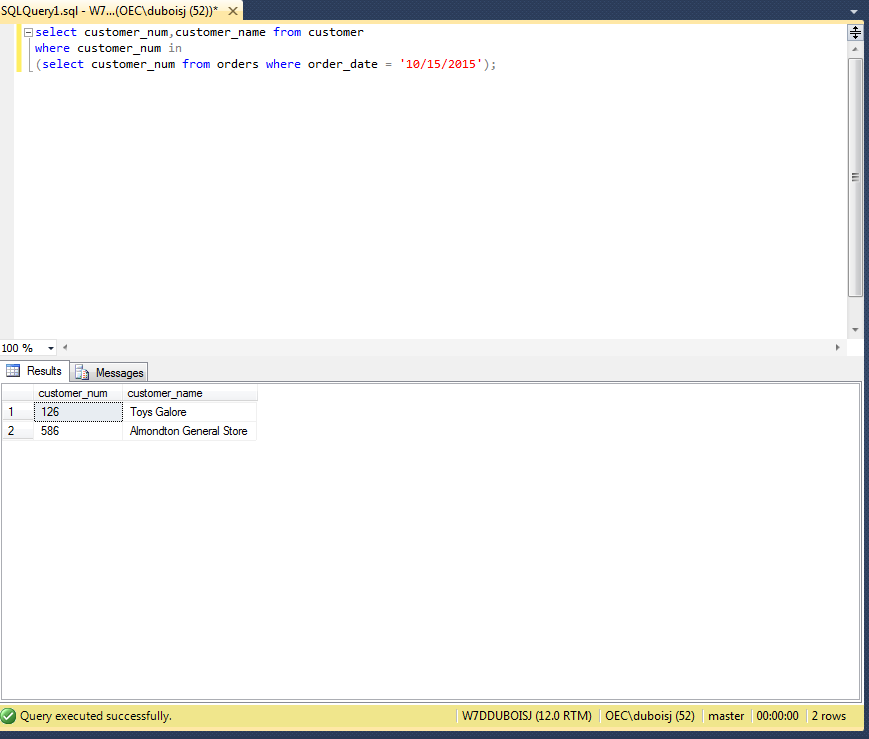 SQLQuery1.sql - W7...(OEC\duboisj (52))*
select customer_num,customer_name from customer
where customer_num in
(select customer_num from orders where order_date = '10/15/2015');
100 %
Results Messages
customer_num customer_name
1 126 Toys Galore
2 586 Almondton General Store
Query executed successfully. W7DDUBOISJ (12.0 RTM) OEC\duboisj (52) master 00:00:00 2 rows